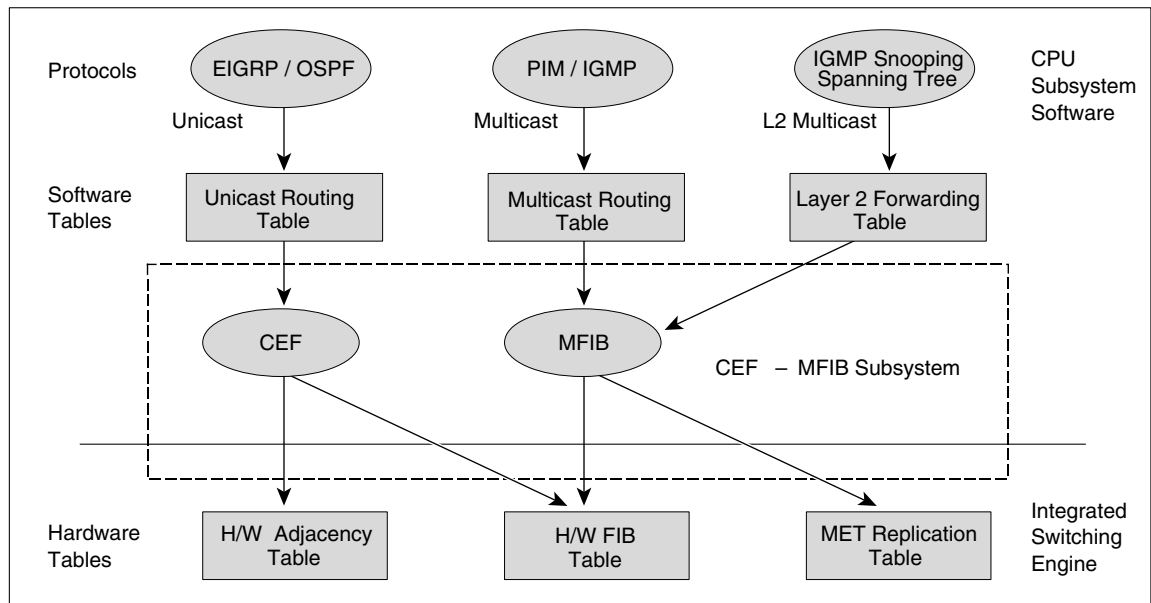 Protocols
EIGRP / OSPF
PIM / IGMP
IGMP Snooping
Spanning Tree
CPU
Subsystem
Software
Unicast
Multicast
L2 Multicast
Software
Tables
Unicast Routing
Table
Multicast Routing
Table
Layer 2 Forwarding
Table
CEF
MFIB
CEF – MFIB Subsystem
Hardware
Tables
H/W Adjacency
Table
H/W FIB
Table
MET Replication
Table
Integrated
Switching
Engine